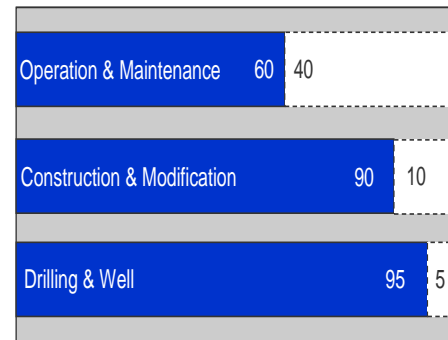 Operation & Maintenance 60 40
Construction & Modification 90 10
Drilling & Well 95 5